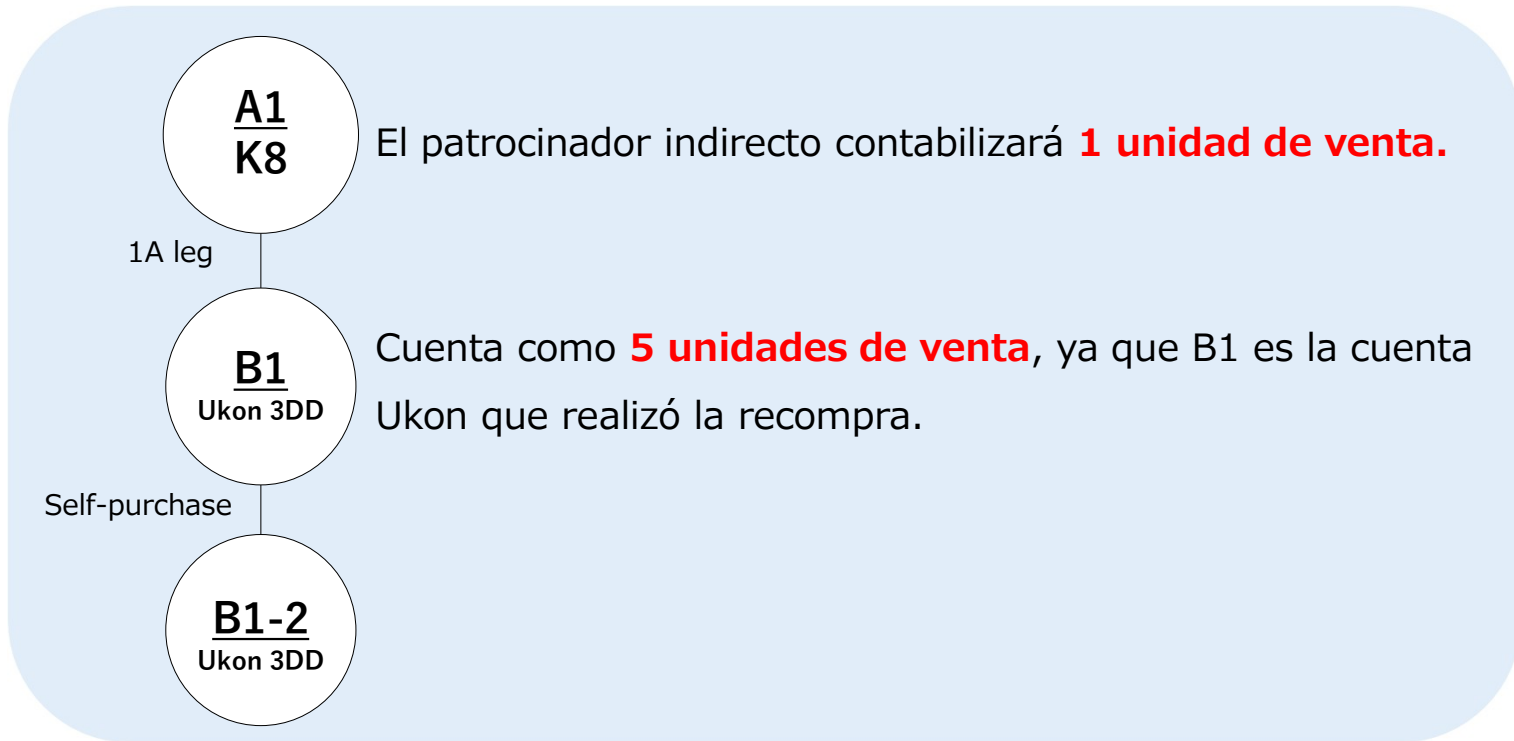 A1
K8
El patrocinador indirecto contabilizará 1 unidad de venta.
1A leg
B1
Ukon 3DD
Cuenta como 5 unidades de venta, ya que B1 es la cuenta
Ukon que realizó la recompra.
Self-purchase
B1-2
Ukon 3DD